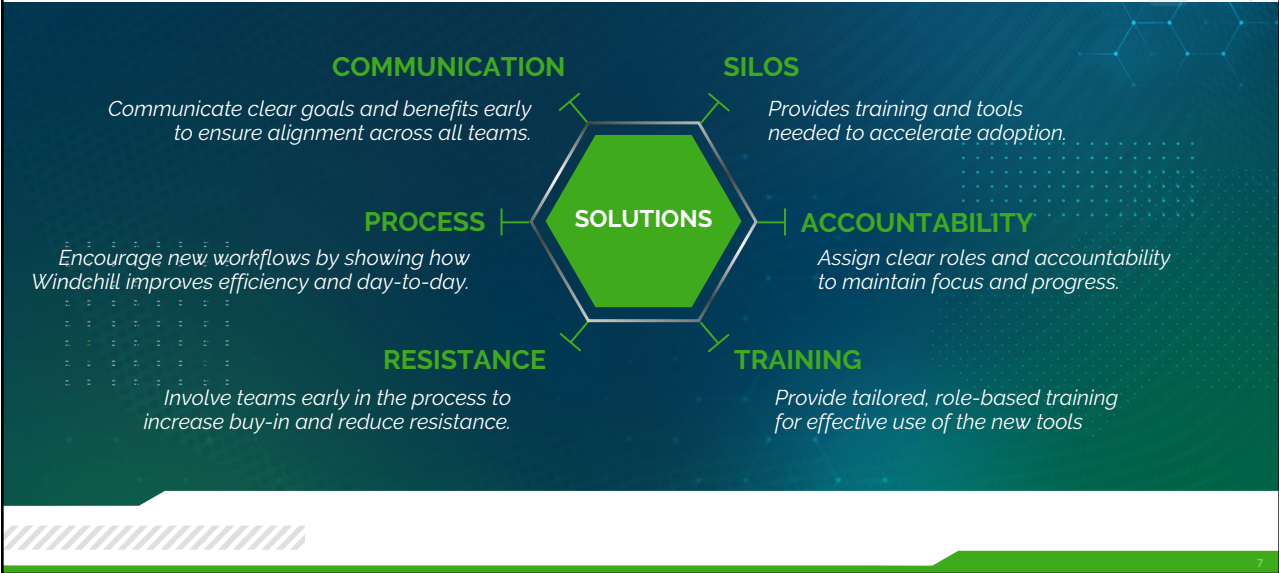 COMMUNICATION
Communicate clear goals and benefits early
to ensure alignment across all teams.
SILOS
Provides training and tools
needed to accelerate adoption.
PROCESS
Encourage new workflows by showing how
Windchill improves efficiency and day-to-day.
SOLUTIONS
ACCOUNTABILITY
Assign clear roles and accountability
to maintain focus and progress.
RESISTANCE
Involve teams early in the process to
increase buy-in and reduce resistance.
TRAINING
Provide tailored, role-based training
for effective use of the new tools
7